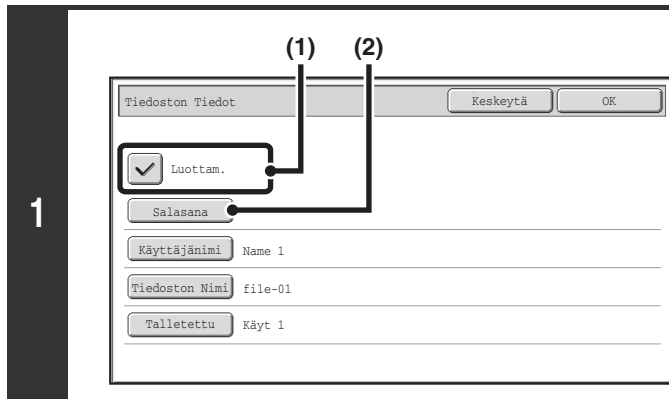 (1) (2)
Tiedoston Tiedot Keskeytä OK
Luottam.
1
Salasana
Käyttäjänimi Name 1
Tiedoston Nimi file-01
Talletettu Käyt 1